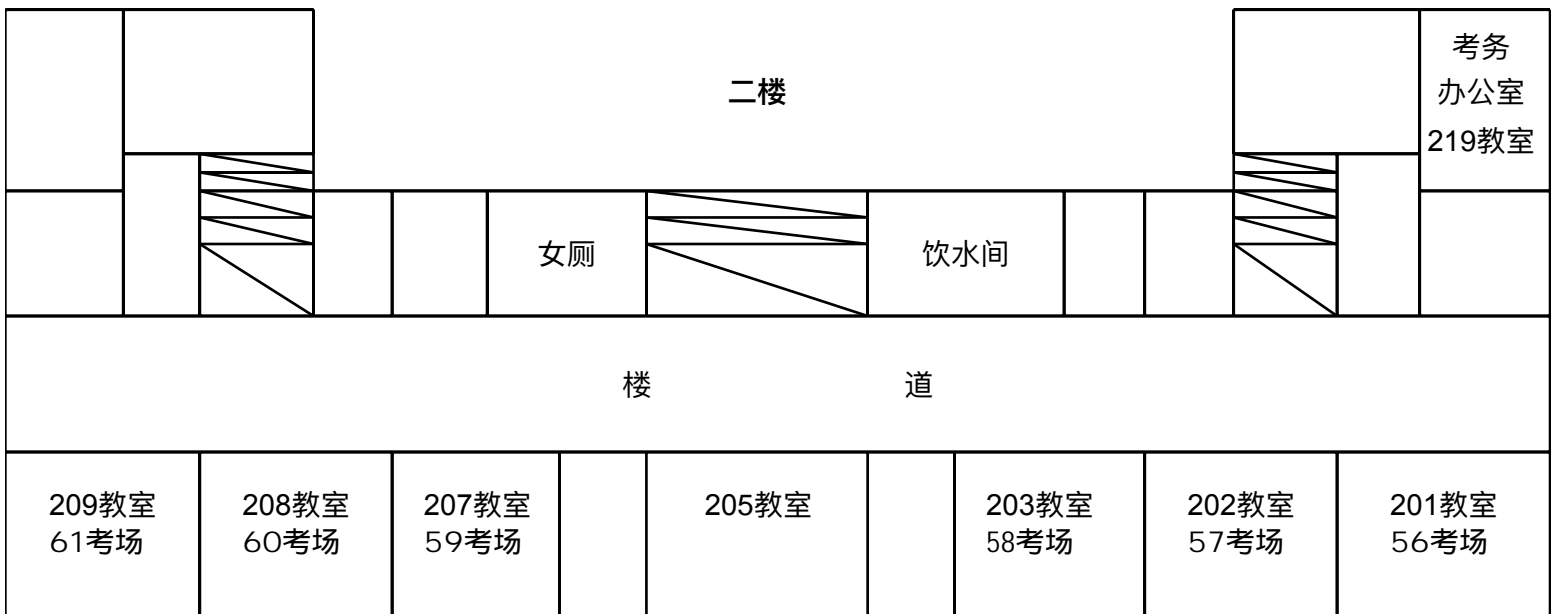 二楼
考务
办公室
219教室
女厕
饮水间
楼 道
209教室
61考场
208教室
60考场
207教室
59考场
205教室
203教室
58考场
202教室
57考场
201教室
56考场